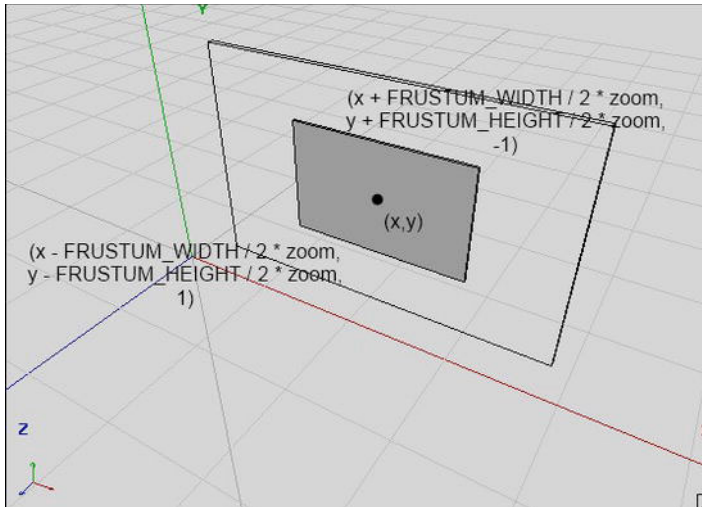 Y
(x + FRUSTUM_WIDTH / 2 * zoom,
y + FRUSTUM_HEIGHT / 2 * zoom,
-1)
(x,y)
(x - FRUSTUM_WIDTH / 2 * zoom,
y - FRUSTUM_HEIGHT / 2 * zoom,
1)
Z